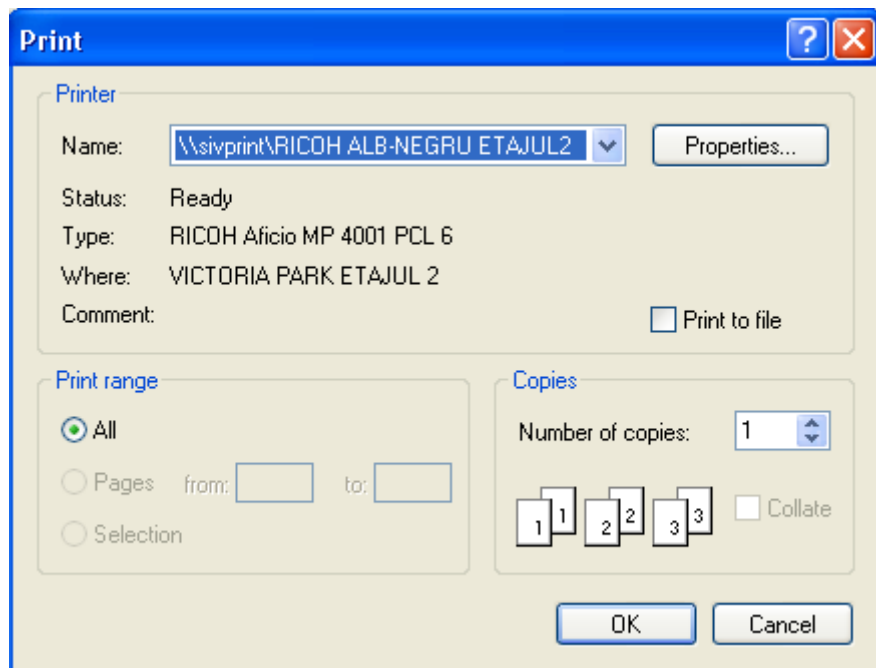 Print
Printer
Name: \\sivprint\RICOH ALB-NEGRU ETAJUL2 Properties...
Status: Ready
Type: RICOH Aficio MP 4001 PCL 6
Where: VICTORIA PARK ETAJUL 2
Comment:
Print to file
Print range
All
Pages from: to:
Selection
Copies
Number of copies: 1
1 1 2 2 3 3 Collate
OK Cancel